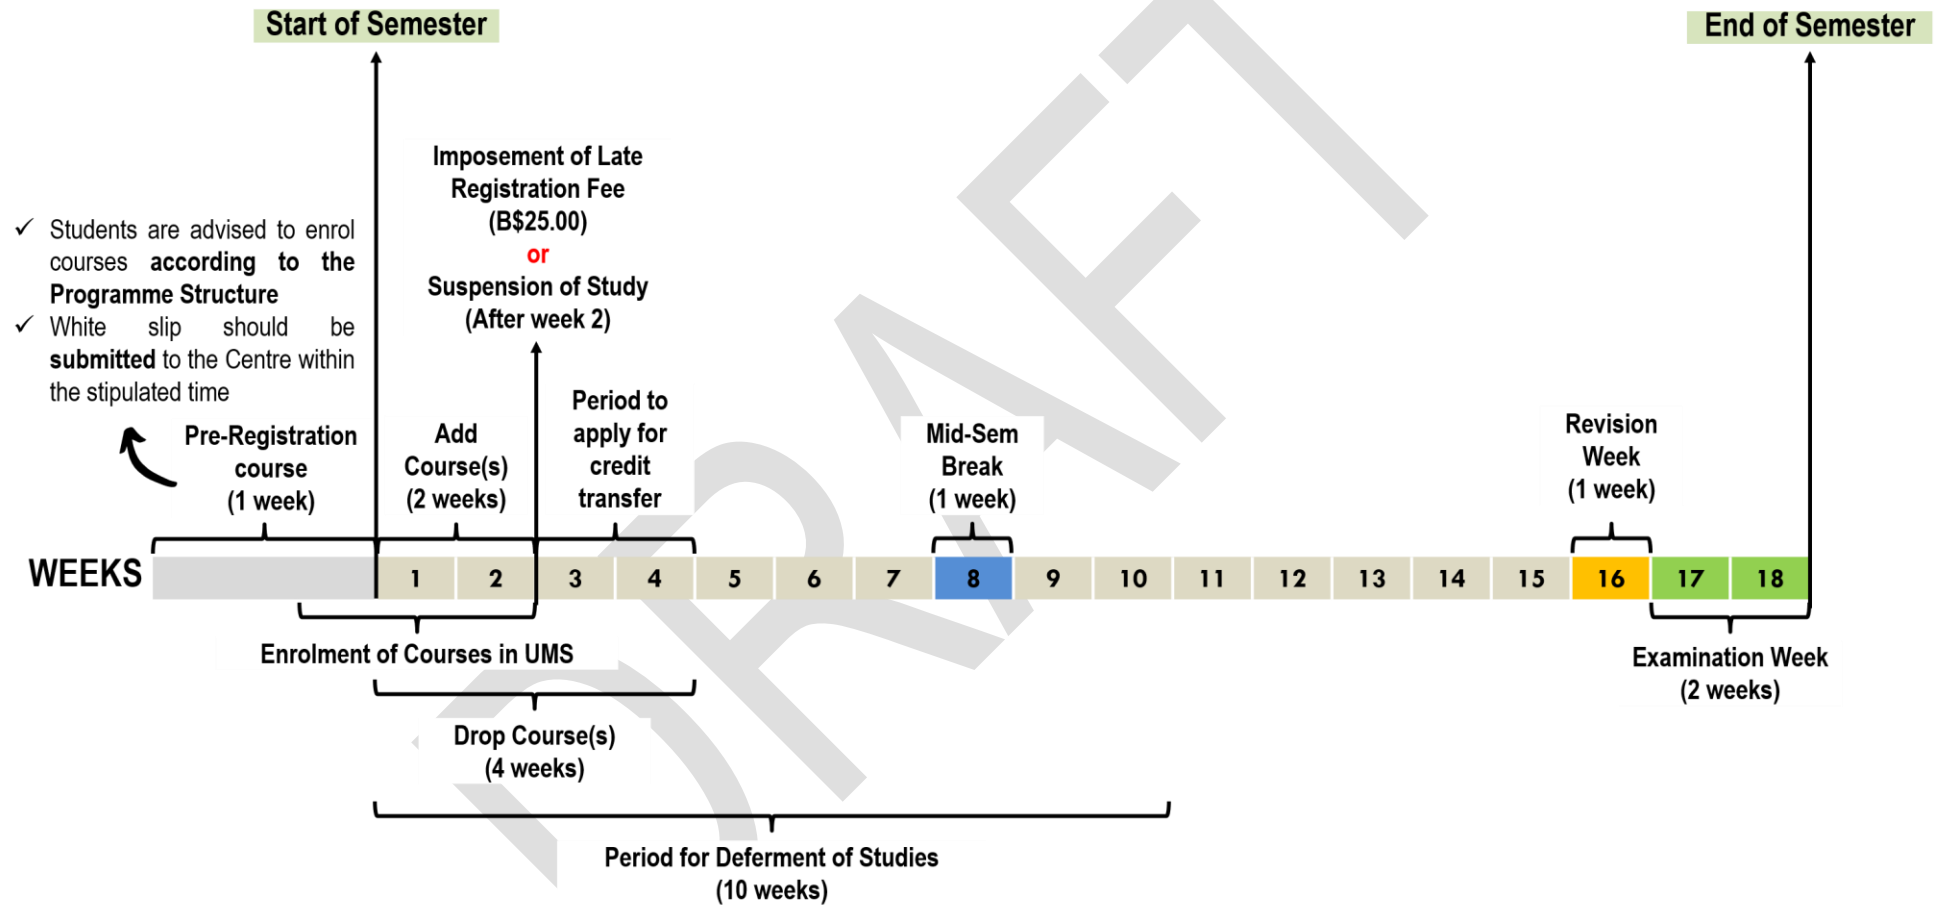 Start of Semester
End of Semester
Imposement of Late
Registration Fee
(B$25.00)
or
Suspension of Study
(After week 2)
✓ Students are advised to enrol
courses according to the
Programme Structure
✓ White slip should be
submitted to the Centre within
the stipulated time
Pre-Registration
course
(1 week)
Add
Course(s)
(2 weeks)
Period to
apply for
credit
transfer
Mid-Sem
Break
(1 week)
Revision
Week
(1 week)
WEEKS 1 2 3 4 5 6 7 8 9 10 11 12 13 14 15 16 17 18
Enrolment of Courses in UMS
Examination Week
(2 weeks)
Drop Course(s)
(4 weeks)
Period for Deferment of Studies
(10 weeks)
DRAFT